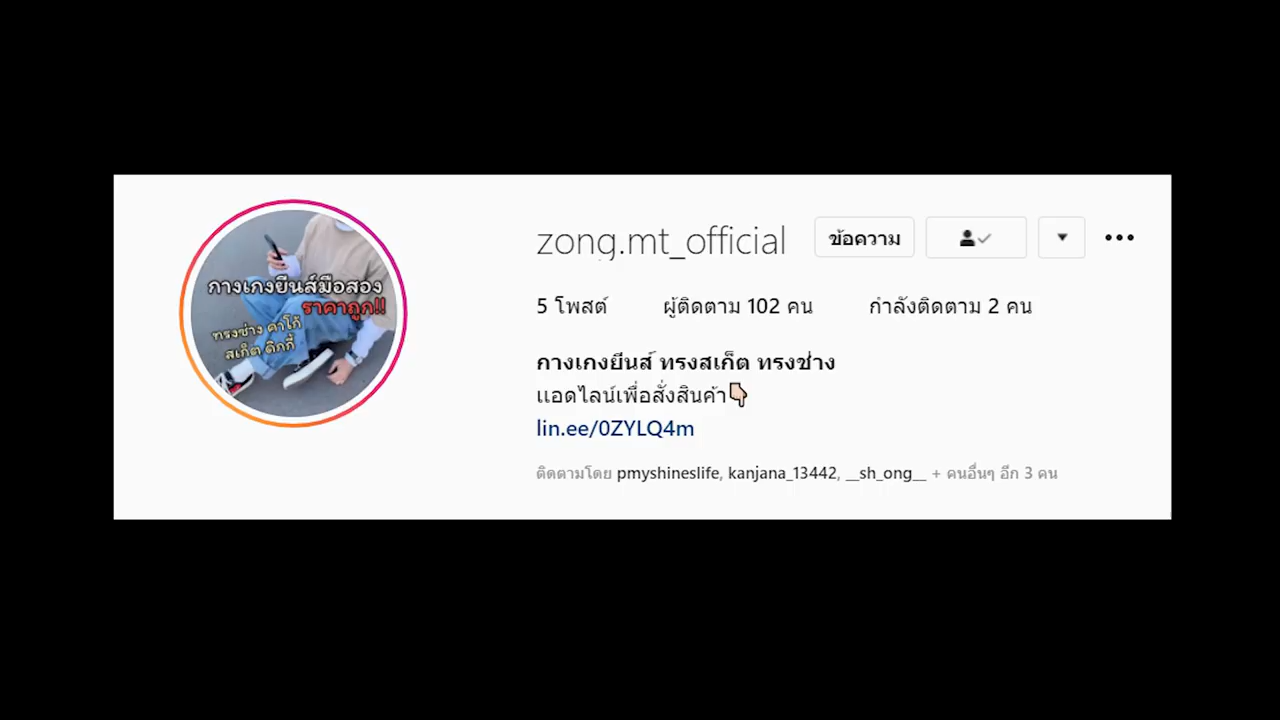 zong.mt_official ข้อความ
5 โพสต์ ผู้ติดตาม 102 คน กำลังติดตาม 2 คน
กางเกงยีนส์ ทรงสเก็ต ทรงช่าง
แอดไลน์เพื่อสั่งสินค้า👇🏻
lin.ee/0ZYLQ4m
ติดตามโดย pmyshineslife, kanjana_13442, __sh_ong__ + คนอื่นๆ อีก 3 คน
กางเกงยีนส์มือสอง
ราคาถูก!!
ทรงช่าง คาโก้
สเก็ต ดิกกี้